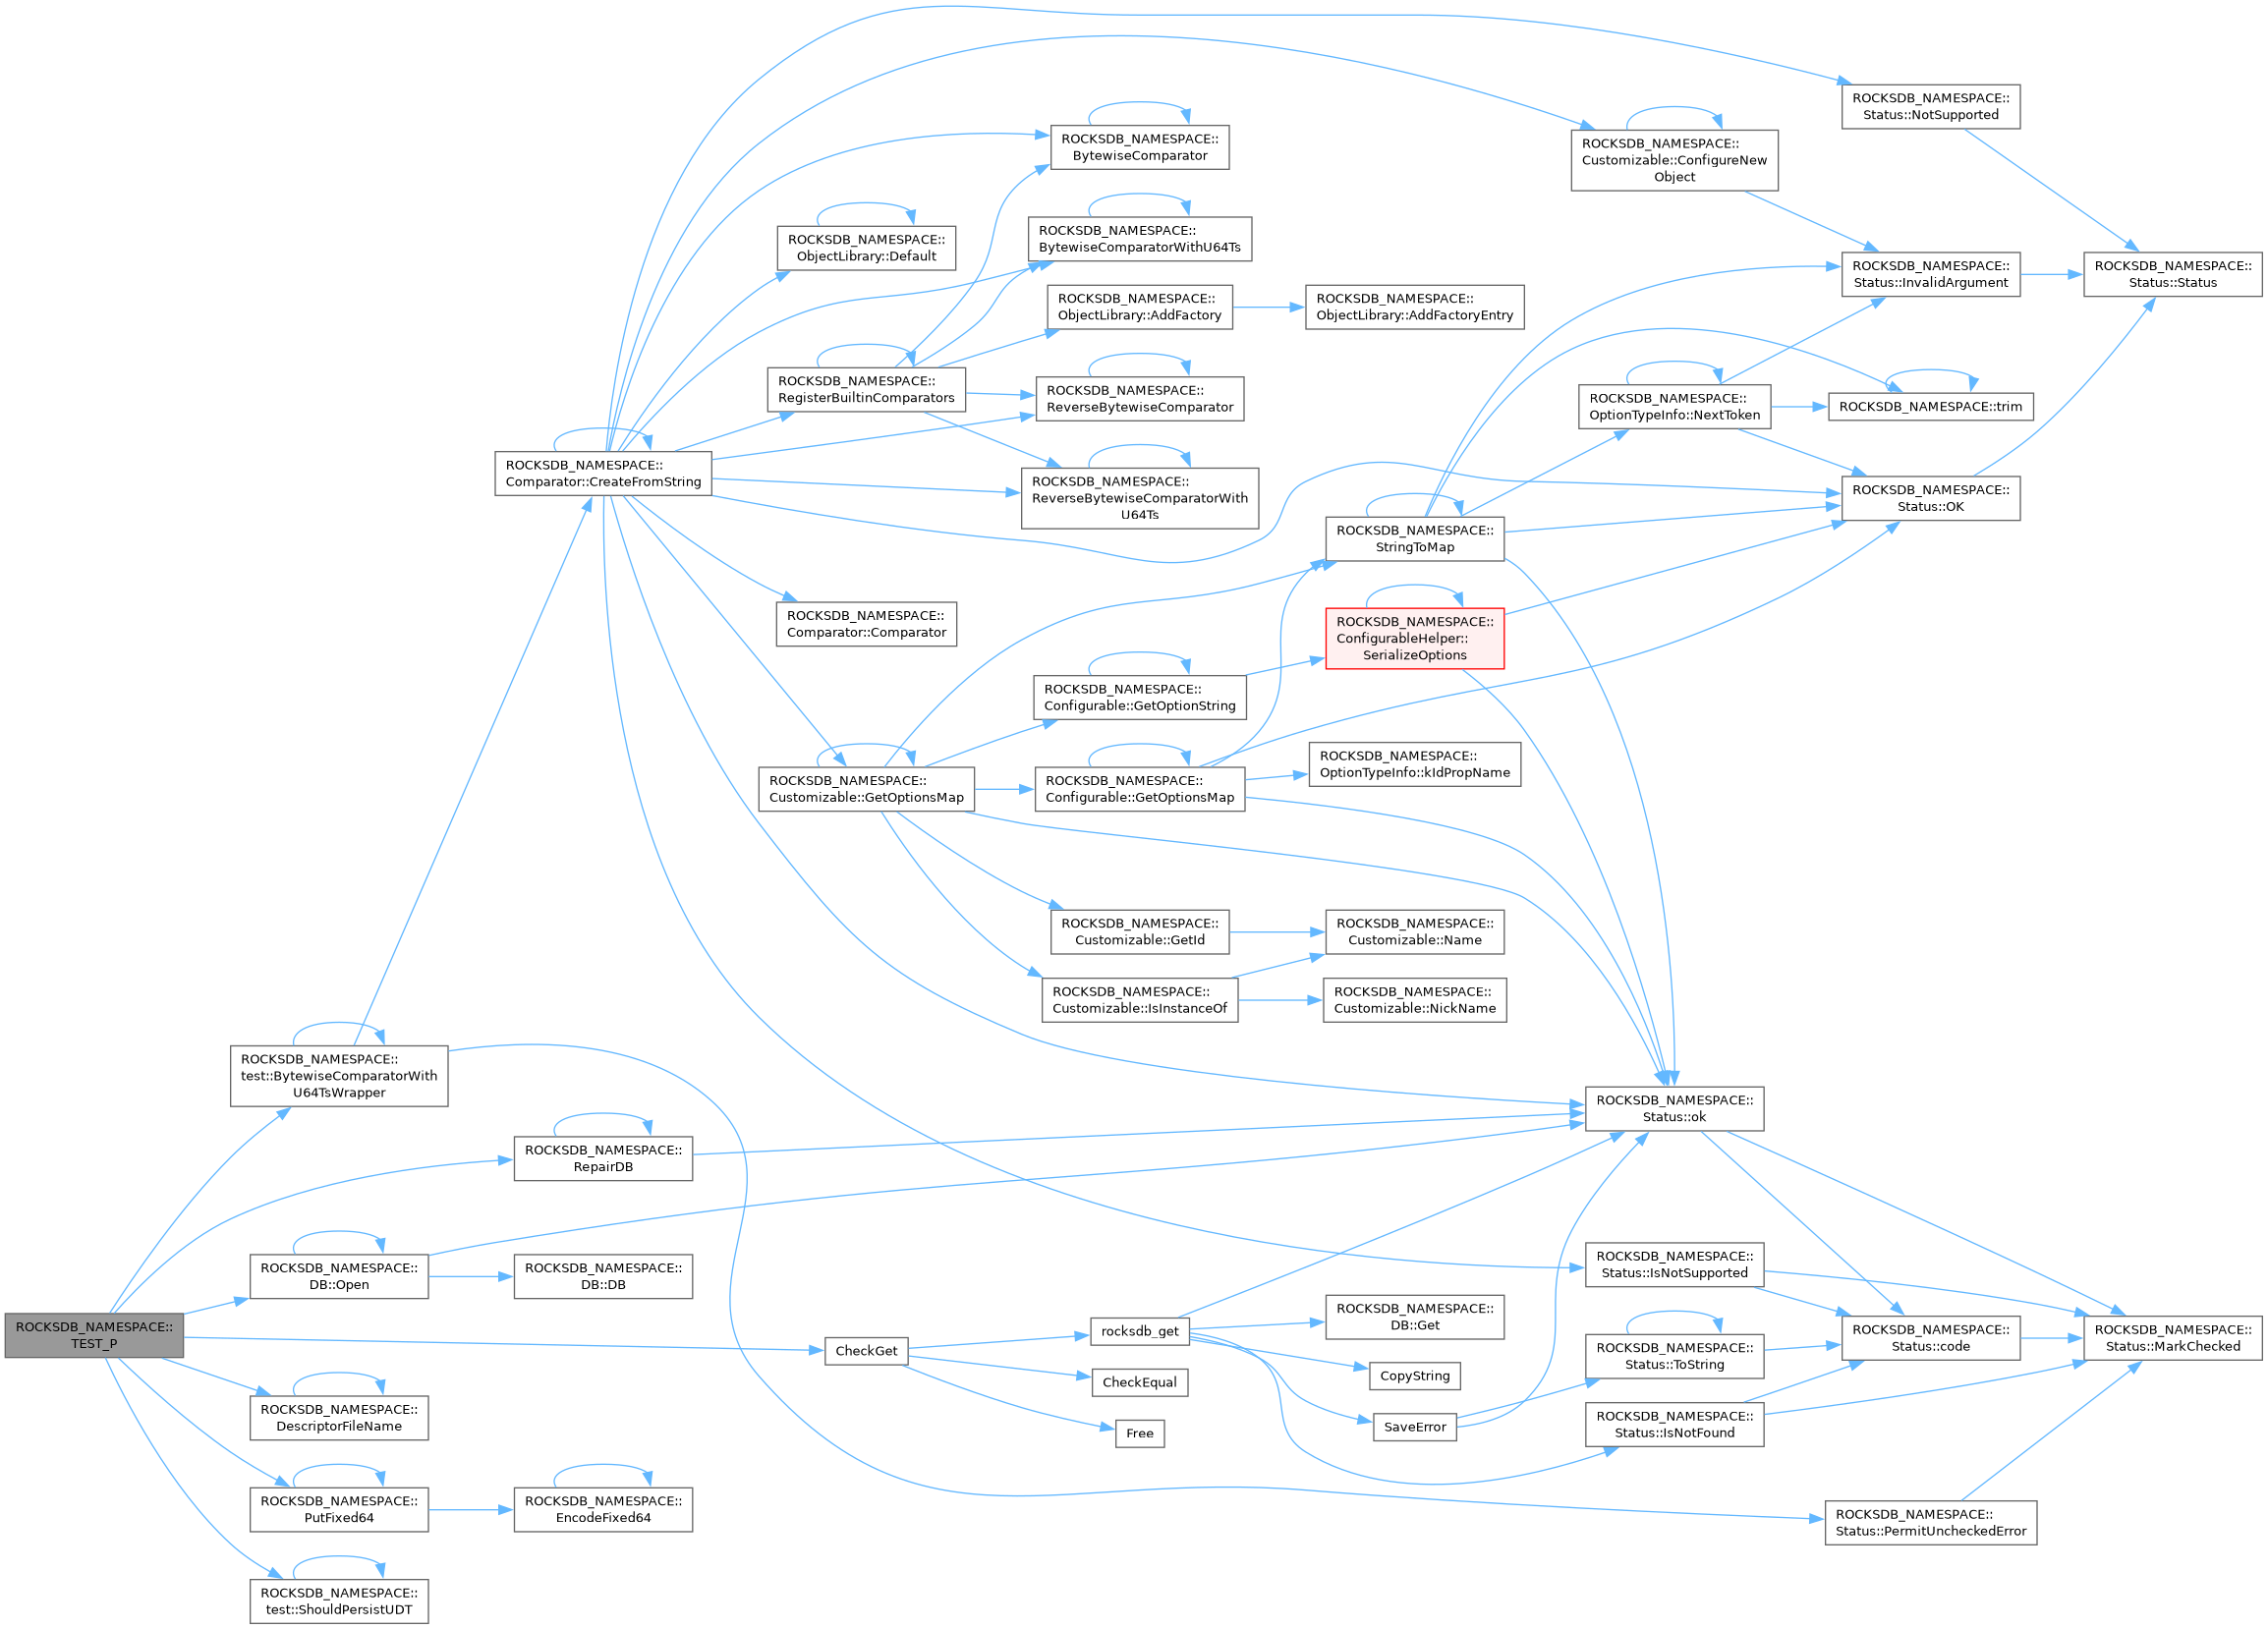 ROCKSDB_NAMESPACE::
TEST_P
ROCKSDB_NAMESPACE::
test::BytewiseComparatorWith
U64TsWrapper
ROCKSDB_NAMESPACE::
RepairDB
ROCKSDB_NAMESPACE::
DB::Open
ROCKSDB_NAMESPACE::
DB::DB
ROCKSDB_NAMESPACE::
DescriptorFileName
ROCKSDB_NAMESPACE::
PutFixed64
ROCKSDB_NAMESPACE::
EncodeFixed64
ROCKSDB_NAMESPACE::
test::ShouldPersistUDT
ROCKSDB_NAMESPACE::
Comparator::CreateFromString
ROCKSDB_NAMESPACE::
ObjectLibrary::Default
ROCKSDB_NAMESPACE::
RegisterBuiltinComparators
ROCKSDB_NAMESPACE::
Comparator::Comparator
ROCKSDB_NAMESPACE::
Customizable::GetOptionsMap
CheckGet
ROCKSDB_NAMESPACE::
BytewiseComparator
ROCKSDB_NAMESPACE::
BytewiseComparatorWithU64Ts
ROCKSDB_NAMESPACE::
ObjectLibrary::AddFactory
ROCKSDB_NAMESPACE::
ReverseBytewiseComparator
ROCKSDB_NAMESPACE::
ReverseBytewiseComparatorWith
U64Ts
ROCKSDB_NAMESPACE::
Configurable::GetOptionString
ROCKSDB_NAMESPACE::
Configurable::GetOptionsMap
ROCKSDB_NAMESPACE::
Customizable::GetId
ROCKSDB_NAMESPACE::
Customizable::IsInstanceOf
rocksdb_get
CheckEqual
Free
ROCKSDB_NAMESPACE::
ObjectLibrary::AddFactoryEntry
ROCKSDB_NAMESPACE::
StringToMap
ROCKSDB_NAMESPACE::
ConfigurableHelper::
SerializeOptions
ROCKSDB_NAMESPACE::
OptionTypeInfo::kIdPropName
ROCKSDB_NAMESPACE::
Customizable::Name
ROCKSDB_NAMESPACE::
Customizable::NickName
ROCKSDB_NAMESPACE::
DB::Get
CopyString
SaveError
ROCKSDB_NAMESPACE::
Customizable::ConfigureNew
Object
ROCKSDB_NAMESPACE::
OptionTypeInfo::NextToken
ROCKSDB_NAMESPACE::
Status::ok
ROCKSDB_NAMESPACE::
Status::IsNotSupported
ROCKSDB_NAMESPACE::
Status::ToString
ROCKSDB_NAMESPACE::
Status::IsNotFound
ROCKSDB_NAMESPACE::
Status::NotSupported
ROCKSDB_NAMESPACE::
Status::InvalidArgument
ROCKSDB_NAMESPACE::trim
ROCKSDB_NAMESPACE::
Status::OK
ROCKSDB_NAMESPACE::
Status::code
ROCKSDB_NAMESPACE::
Status::PermitUncheckedError
ROCKSDB_NAMESPACE::
Status::Status
ROCKSDB_NAMESPACE::
Status::MarkChecked